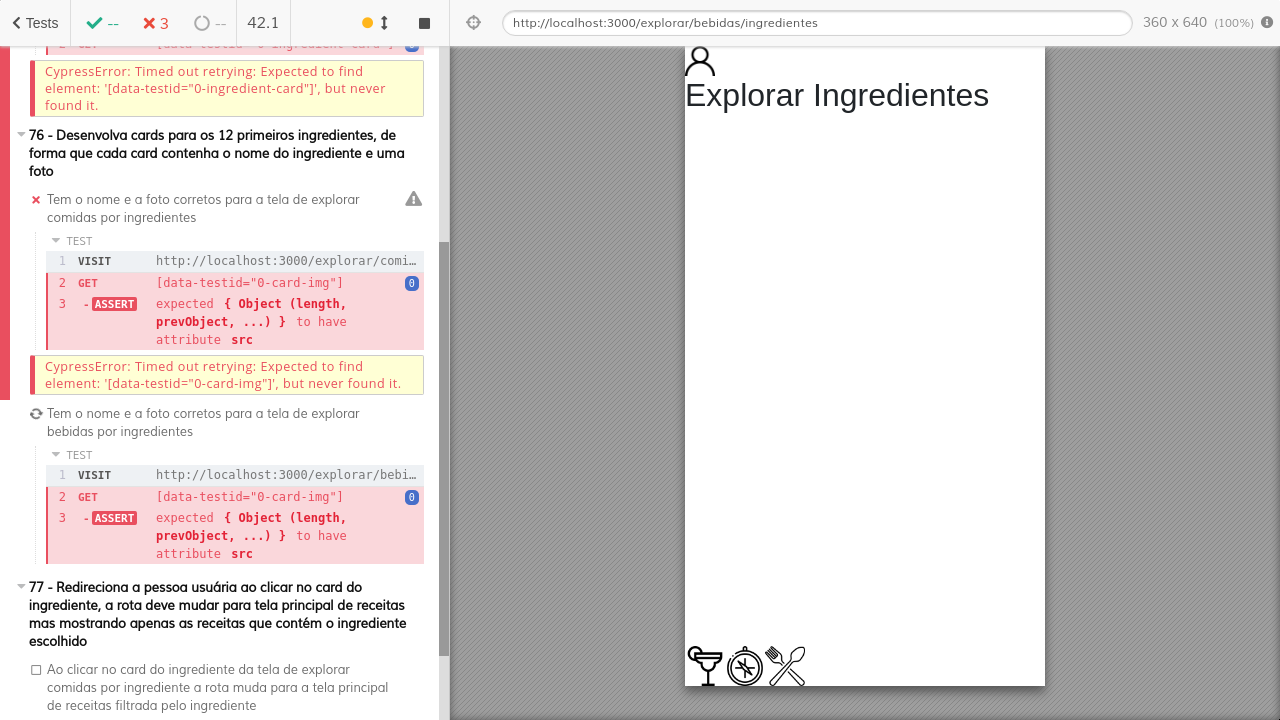 Tests
--
3
--
42.1
http://localhost:3000/explorar/bebidas/ingredientes
360 x 640 (100%)
CypressError: Timed out retrying: Expected to find
element: '[data-testid="0-ingredient-card"]', but never
found it.
76 - Desenvolva cards para os 12 primeiros ingredientes, de
forma que cada card contenha o nome do ingrediente e uma
foto
Tem o nome e a foto corretos para a tela de explorar
comidas por ingredientes
TEST
1 VISIT http://localhost:3000/explorar/comi…
2 GET [data-testid="0-card-img"] 0
3 -ASSERT expected { Object (length,
prevObject, ...) } to have
attribute src
CypressError: Timed out retrying: Expected to find
element: '[data-testid="0-card-img"]', but never found it.
Tem o nome e a foto corretos para a tela de explorar
bebidas por ingredientes
TEST
1 VISIT http://localhost:3000/explorar/bebi…
2 GET [data-testid="0-card-img"] 0
3 -ASSERT expected { Object (length,
prevObject, ...) } to have
attribute src
77 - Redireciona a pessoa usuária ao clicar no card do
ingrediente, a rota deve mudar para tela principal de receitas
mas mostrando apenas as receitas que contém o ingrediente
escolhido
Ao clicar no card do ingrediente da tela de explorar
comidas por ingrediente a rota muda para a tela principal
de receitas filtrada pelo ingrediente
Explorar Ingredientes